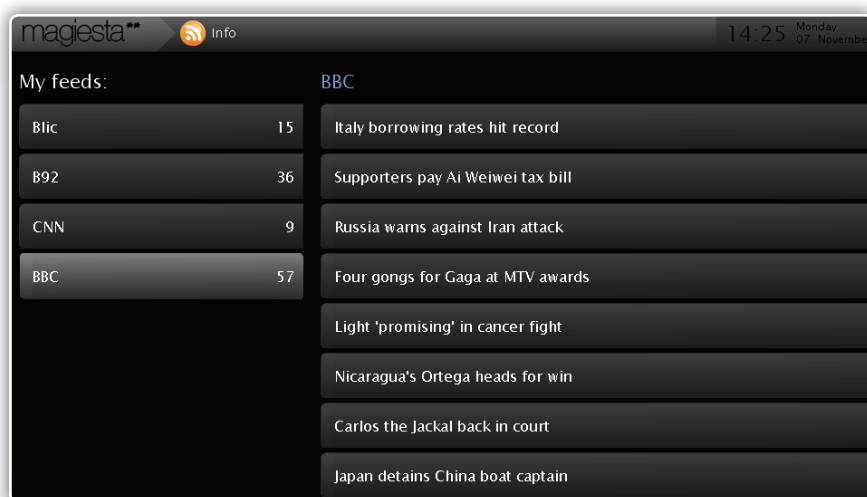 magiesta**
Info
14:25
Monday
07. Novembe
My feeds:
Blic 15
B92 36
CNN 9
BBC 57
BBC
Italy borrowing rates hit record
Supporters pay Ai Weiwei tax bill
Russia warns against Iran attack
Four gongs for Gaga at MTV awards
Light 'promising' in cancer fight
Nicaragua's Ortega heads for win
Carlos the Jackal back in court
Japan detains China boat captain